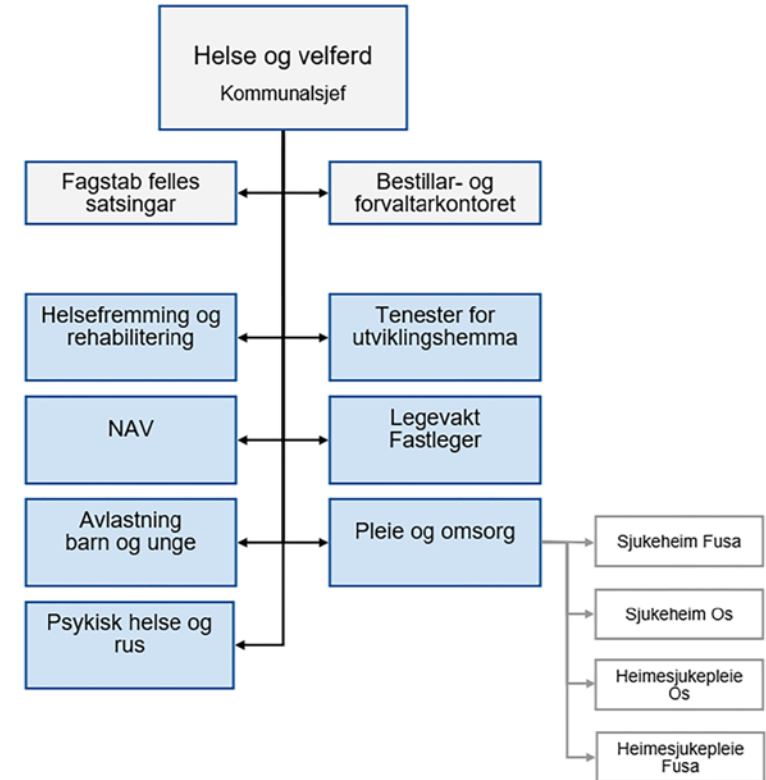 Helse og velferd
Kommunalsjef
Fagstab felles
satsingar
Bestillar- og
forvaltarkontoret
Helsefremming og
rehabilitering
Tenester for
utviklingshemma
NAV
Legevakt
Fastleger
Avlastning
barn og unge
Pleie og omsorg
Psykisk helse og
rus
Sjukeheim Fusa
Sjukeheim Os
Heimesjukepleie
Os
Heimesjukepleie
Fusa